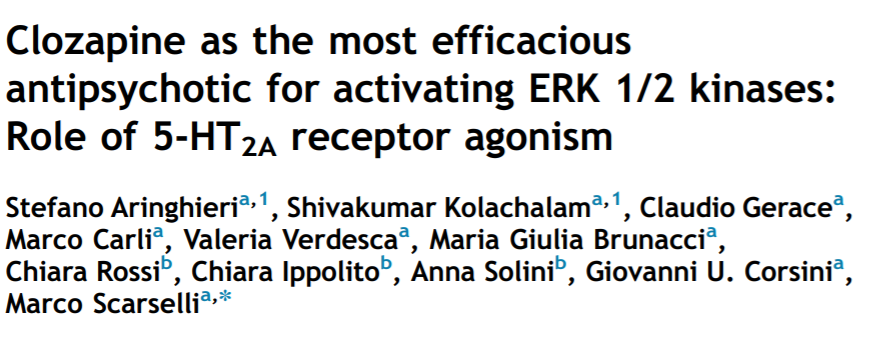 Clozapine as the most efficacious
antipsychotic for activating ERK 1/2 kinases:
Role of 5-HT2A receptor agonism
Stefano Aringhieria,1, Shivakumar Kolachalama,1, Claudio Geracea,
Marco Carlia, Valeria Verdescaa, Maria Giulia Brunaccia,
Chiara Rossib, Chiara Ippolitob, Anna Solinib, Giovanni U. Corsinia,
Marco Scarsellia,*